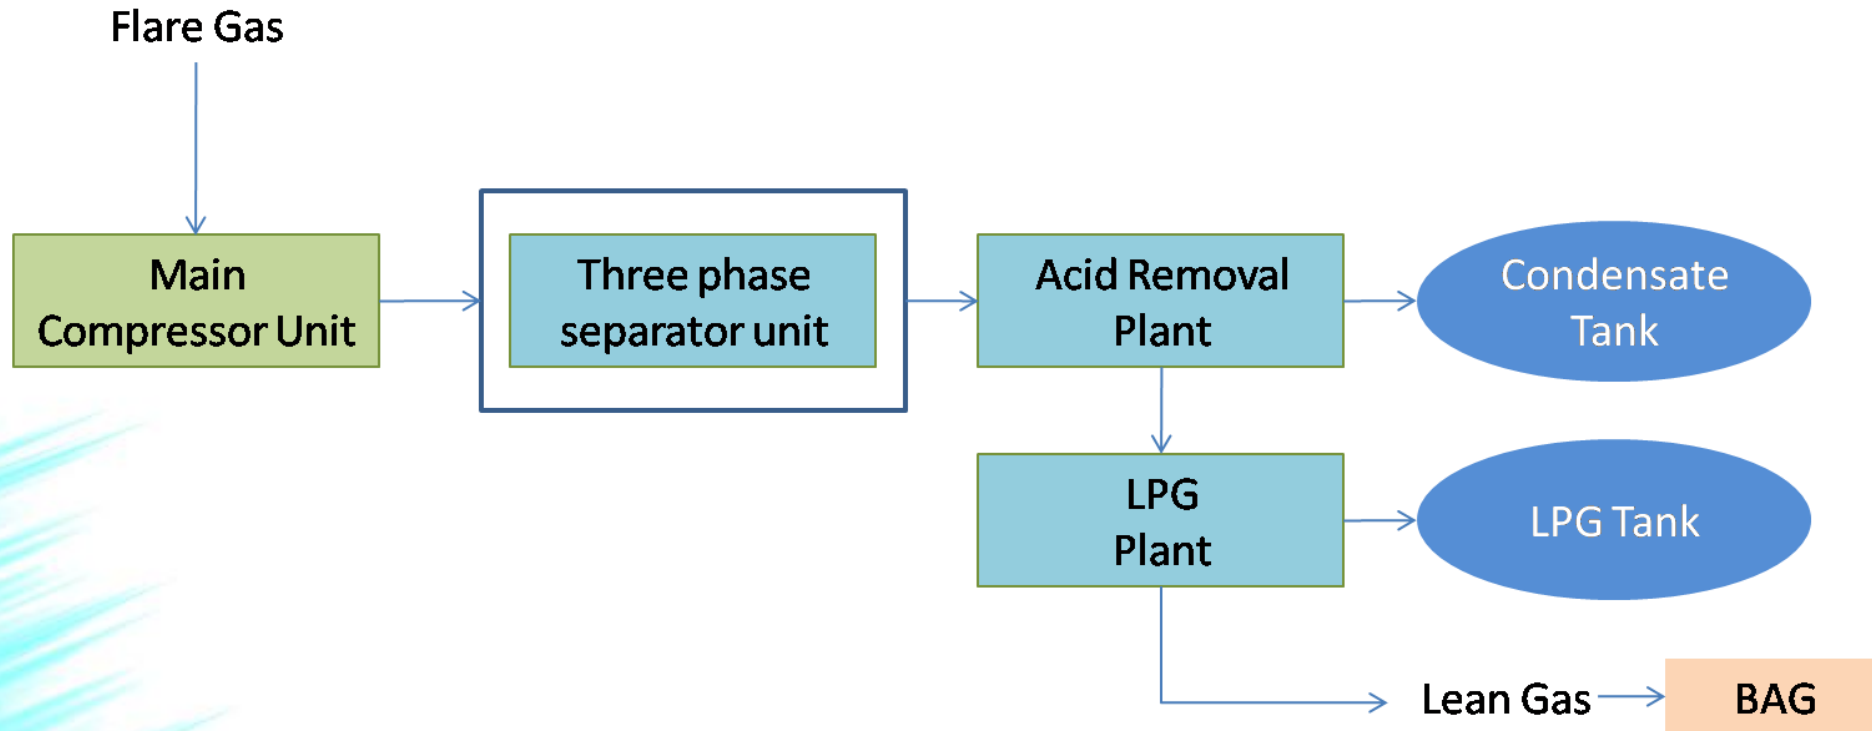 Flare Gas
Main
Compressor Unit
Three phase
separator unit
Acid Removal
Plant
Condensate
Tank
LPG
Plant
LPG Tank
Lean Gas
BAG